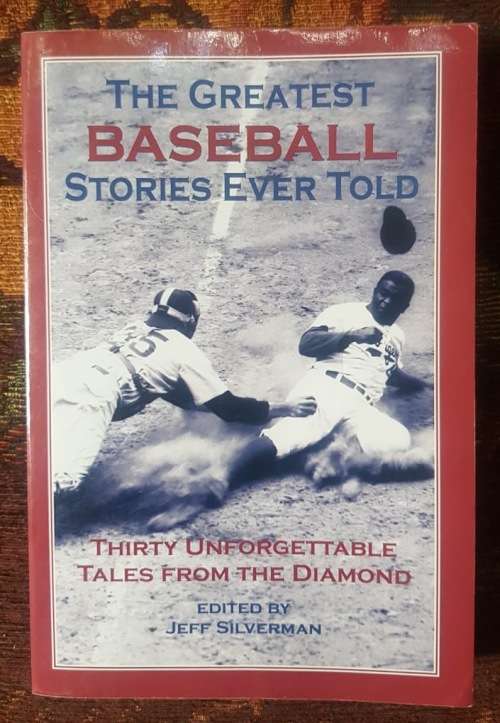 THE GREATEST
BASEBALL
STORIES EVER TOLD
THIRTY UNFORGETTABLE
TALES FROM THE DIAMOND
EDITED BY
JEFF SILVERMAN